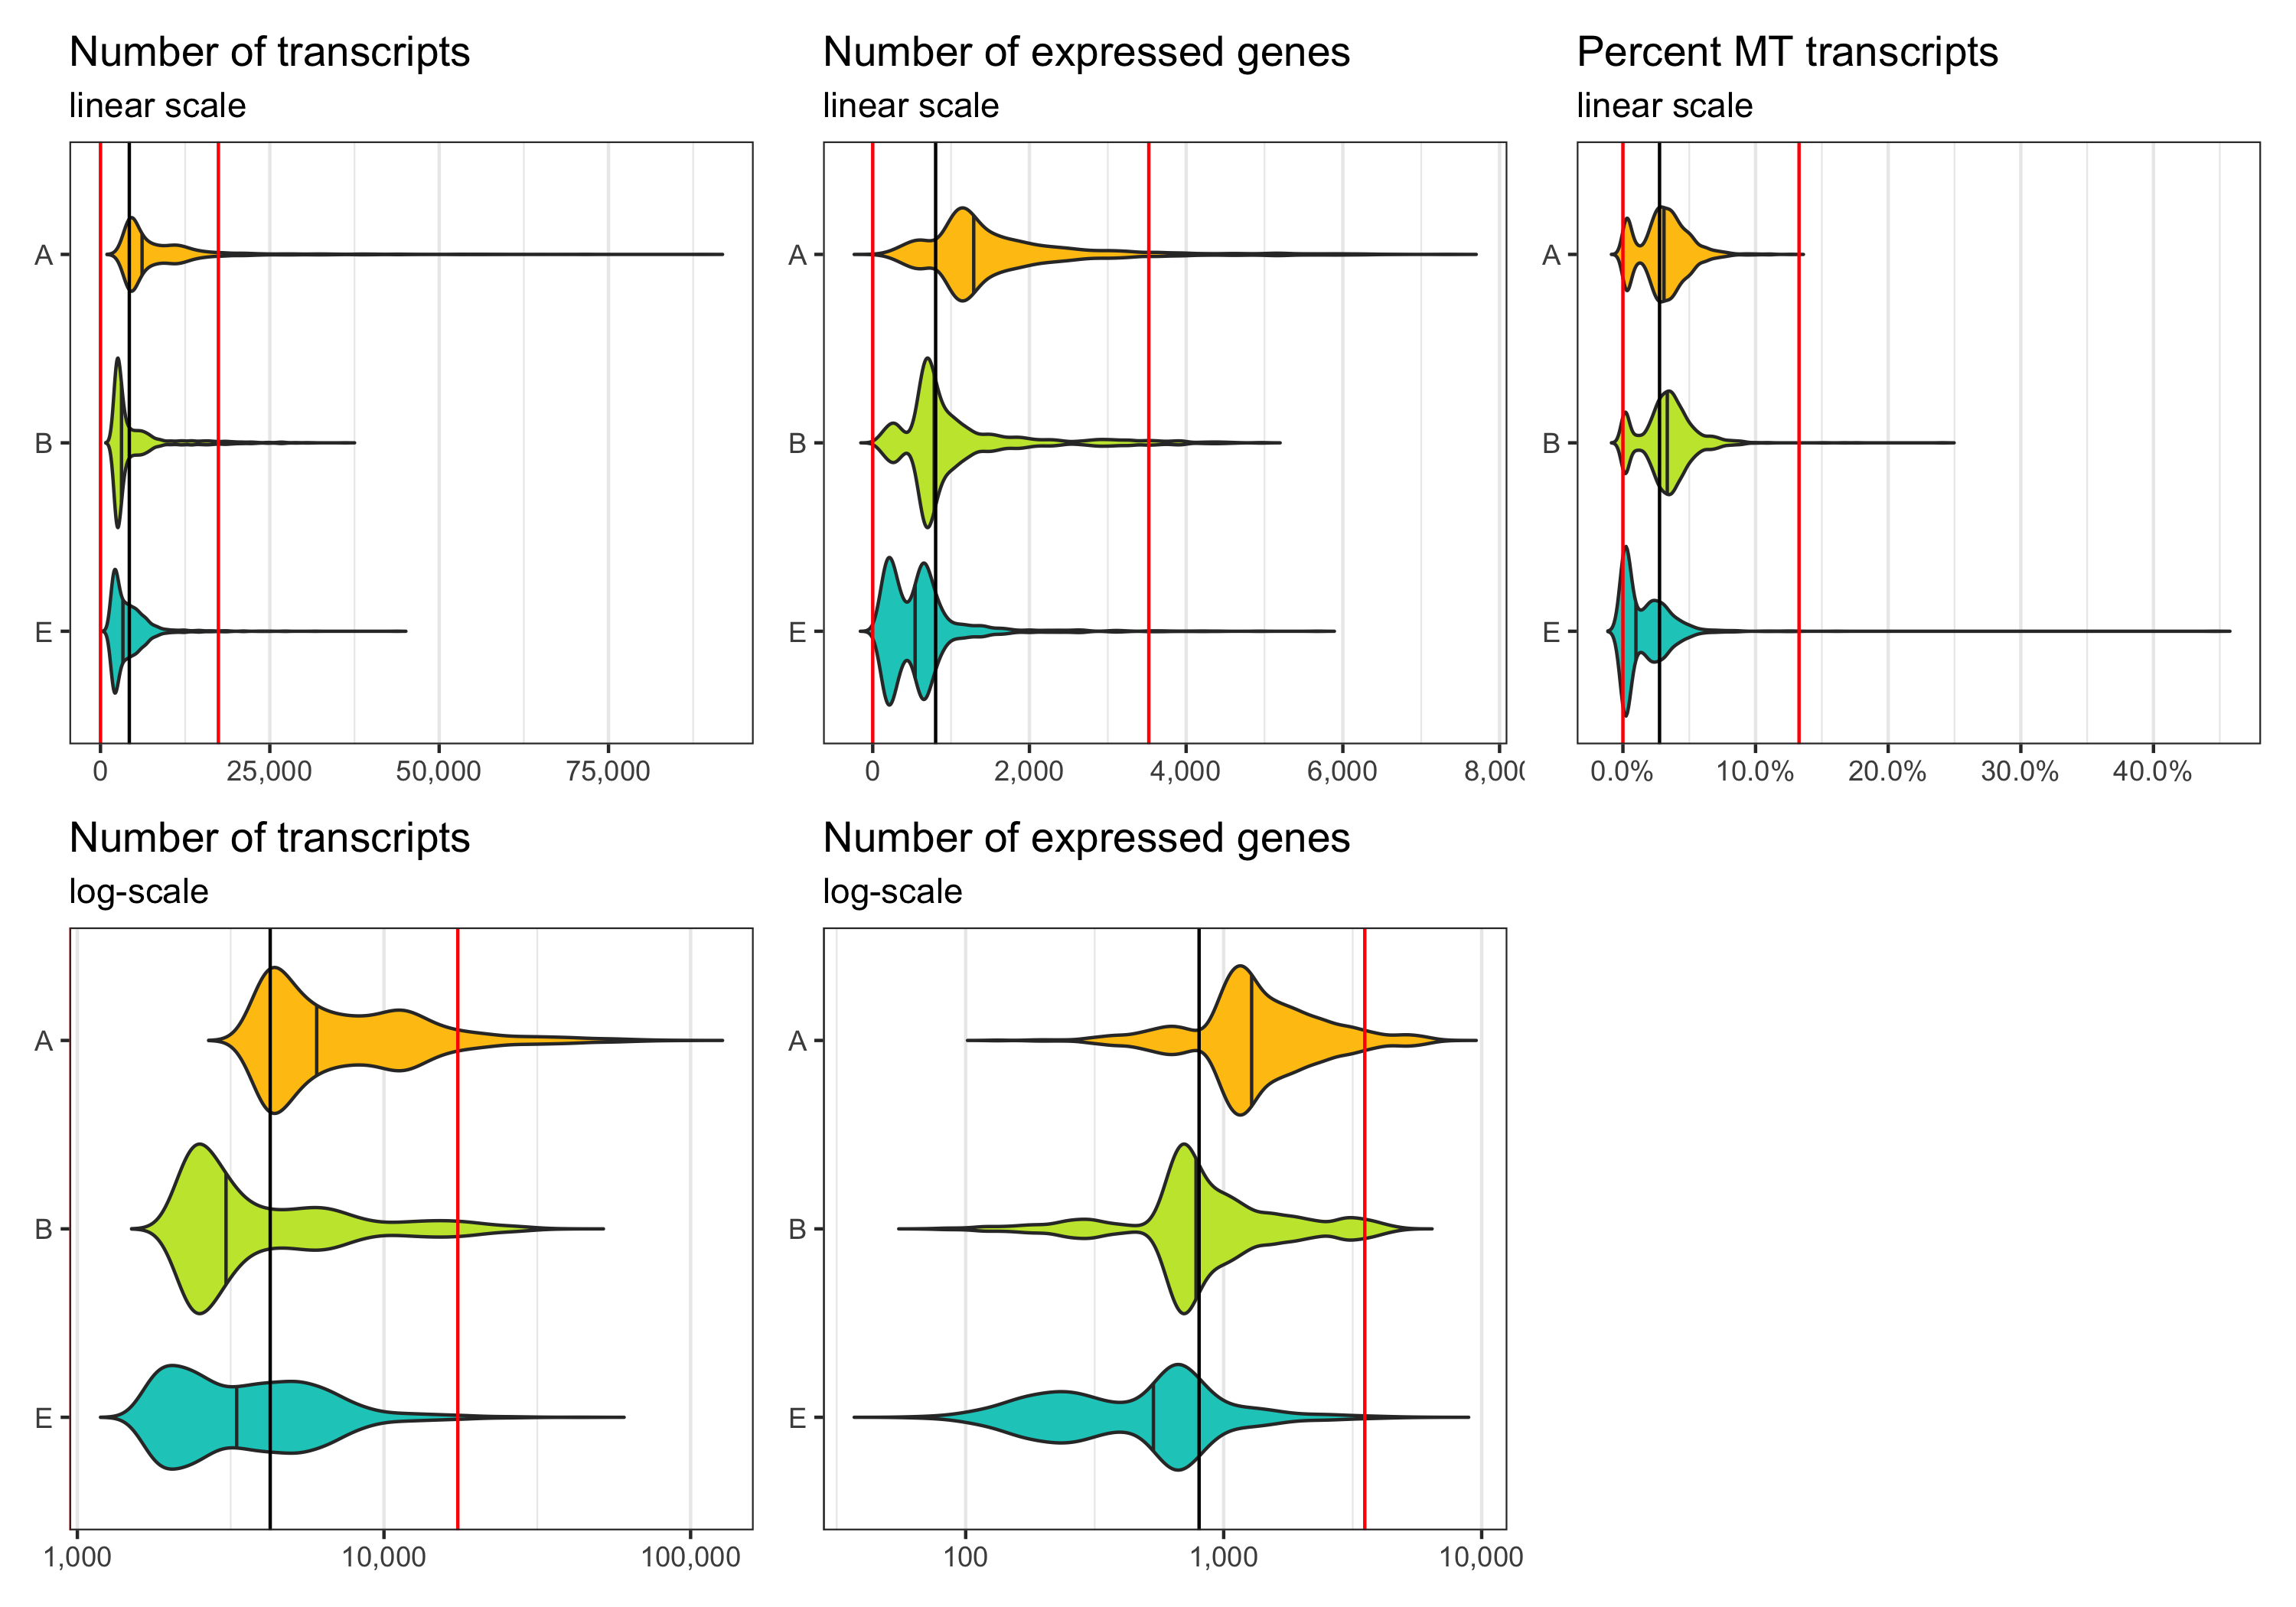 Number of transcripts
linear scale
A
B
E
0 25,000 50,000 75,000
Number of expressed genes
linear scale
A
B
E
0 2,000 4,000 6,000 8,000
Percent MT transcripts
linear scale
A
B
E
0.0% 10.0% 20.0% 30.0% 40.0%
Number of transcripts
log-scale
A
B
E
1,000 10,000 100,000
Number of expressed genes
log-scale
A
B
E
100 1,000 10,000